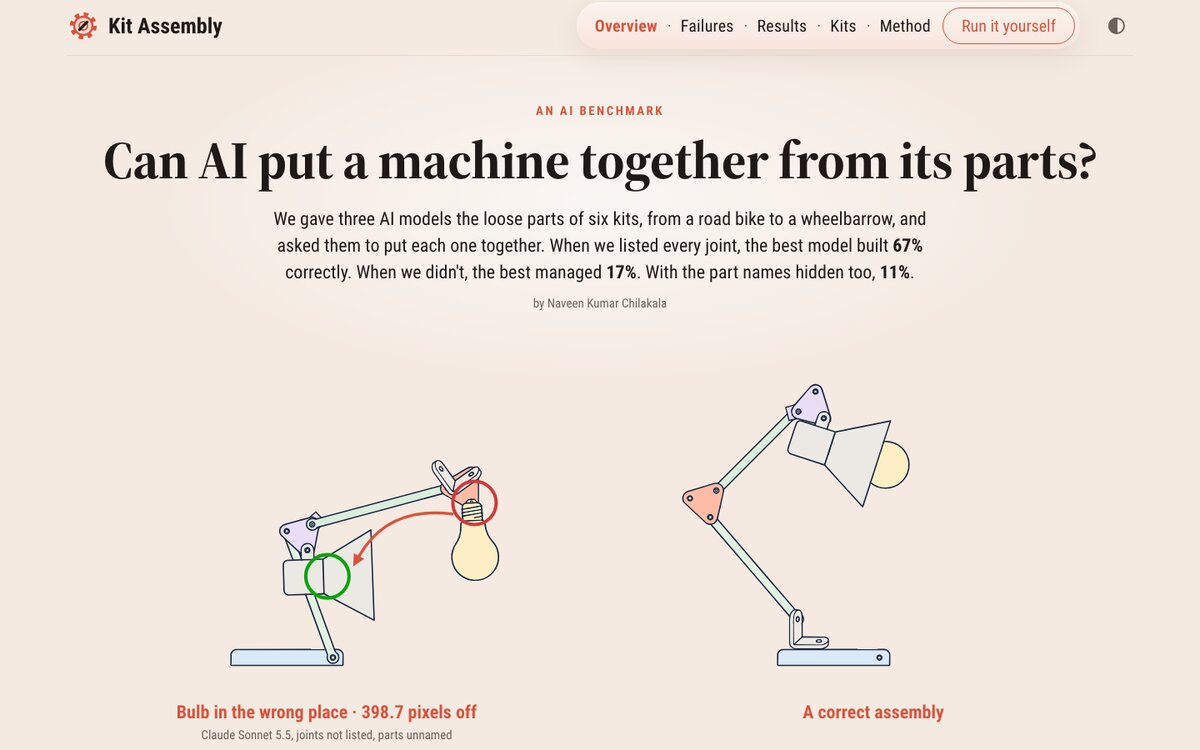 Kit Assembly
Overview · Failures · Results · Kits · Method Run it yourself
AN AI BENCHMARK
Can AI put a machine together from its parts?
We gave three AI models the loose parts of six kits, from a road bike to a wheelbarrow, and
asked them to put each one together. When we listed every joint, the best model built 67%
correctly. When we didn't, the best managed 17%. With the part names hidden too, 11%.
by Naveen Kumar Chilakala
Bulb in the wrong place · 398.7 pixels off
Claude Sonnet 5.5, joints not listed, parts unnamed
A correct assembly